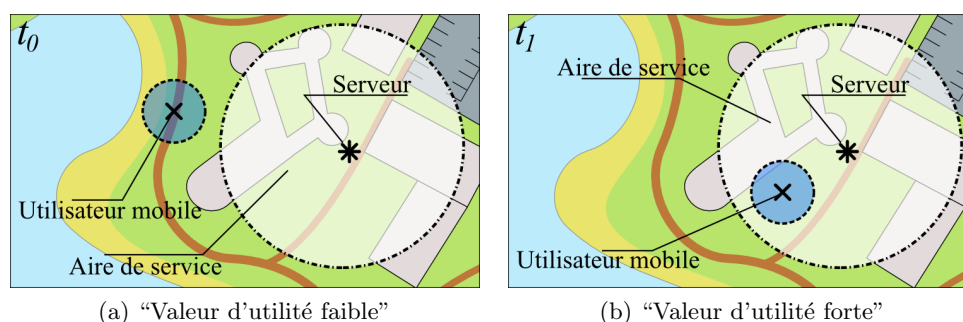 t0
Serveur
Utilisateur mobile
Aire de service
(a) “Valeur d'utilité faible”
t1
Aire de service
Serveur
Utilisateur mobile
(b) “Valeur d'utilité forte”